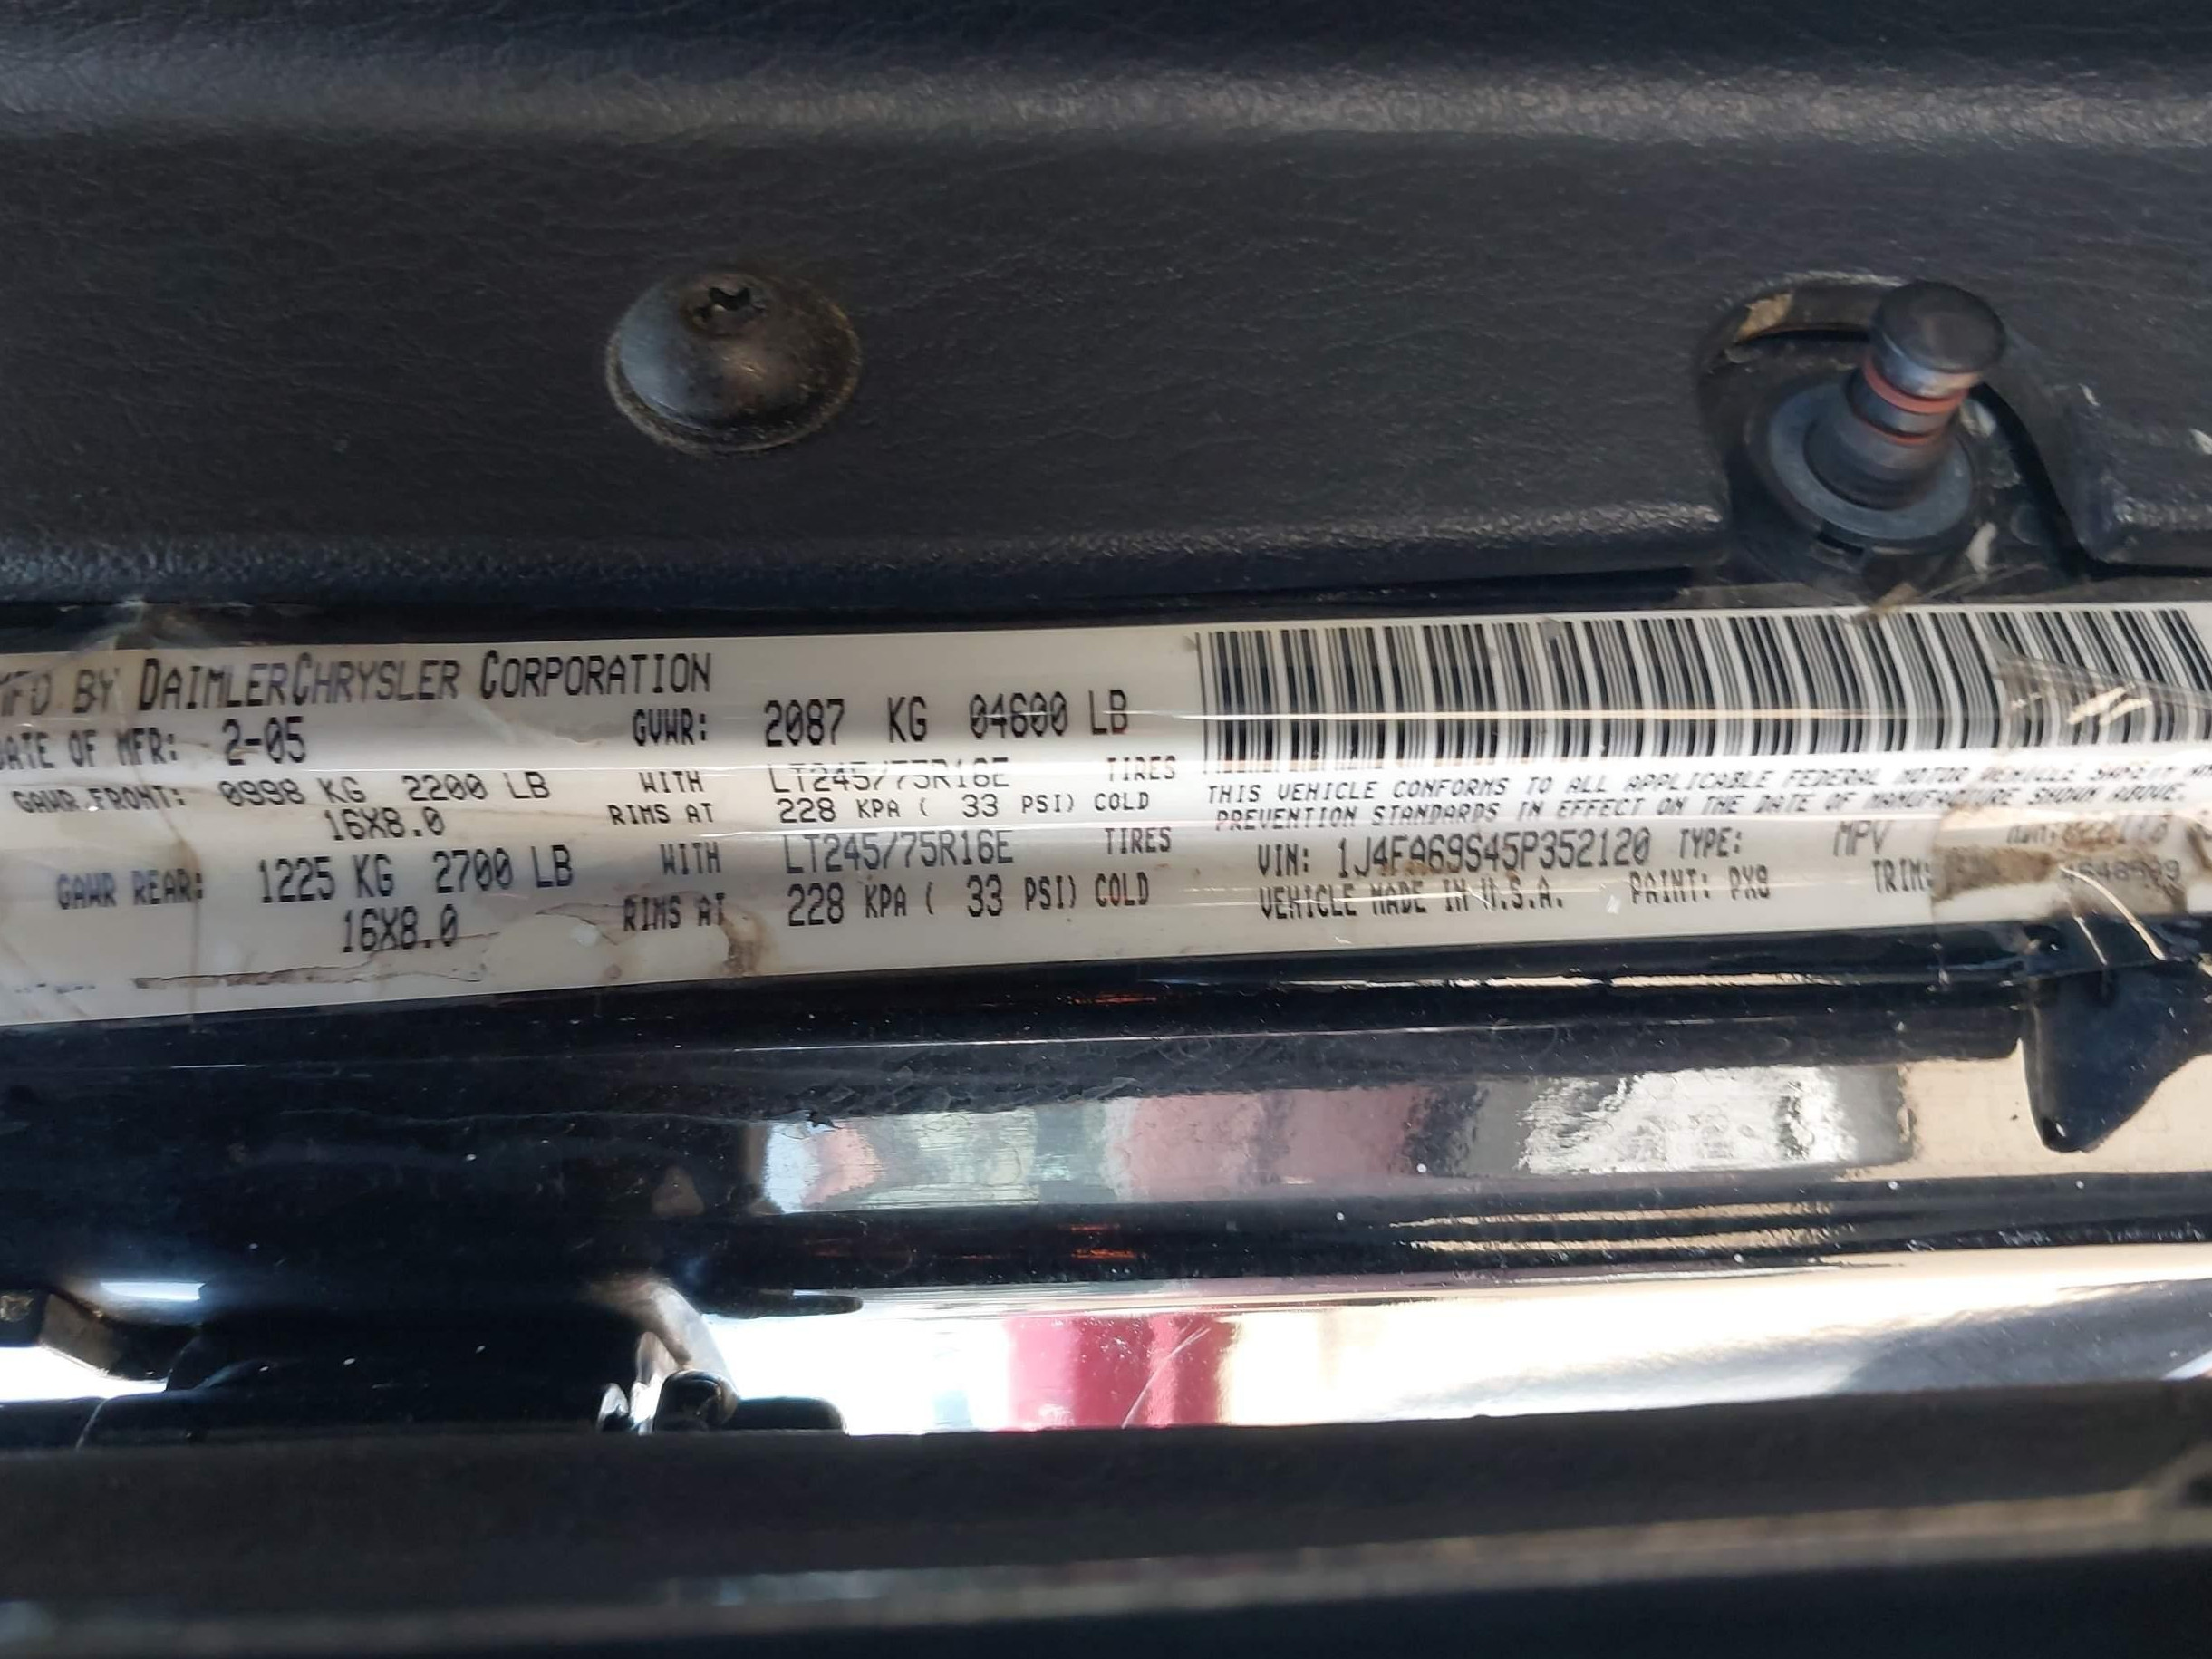 MFD BY DAIMLERCHRYSLER CORPORATION
DATE OF MFR: 2-05 GVWR: 2087 KG 04600 LB
GAWR FRONT: 0998 KG 2200 LB WITH LT245/75R16E TIRES
16X8.0 RIMS AT 228 KPA ( 33 PSI) COLD
GAWR REAR: 1225 KG 2700 LB WITH LT245/75R16E TIRES
16X8.0 RIMS AT 228 KPA ( 33 PSI) COLD
THIS VEHICLE CONFORMS TO ALL APPLICABLE FEDERAL MOTOR VEHICLE SAFETY
PREVENTION STANDARDS IN EFFECT ON THE DATE OF MANUFACTURE SHOWN ABOVE.
VIN: 1J4FA69S45P352120 TYPE: MPV
VEHICLE MADE IN U.S.A. PAINT: PX8 TRIM: